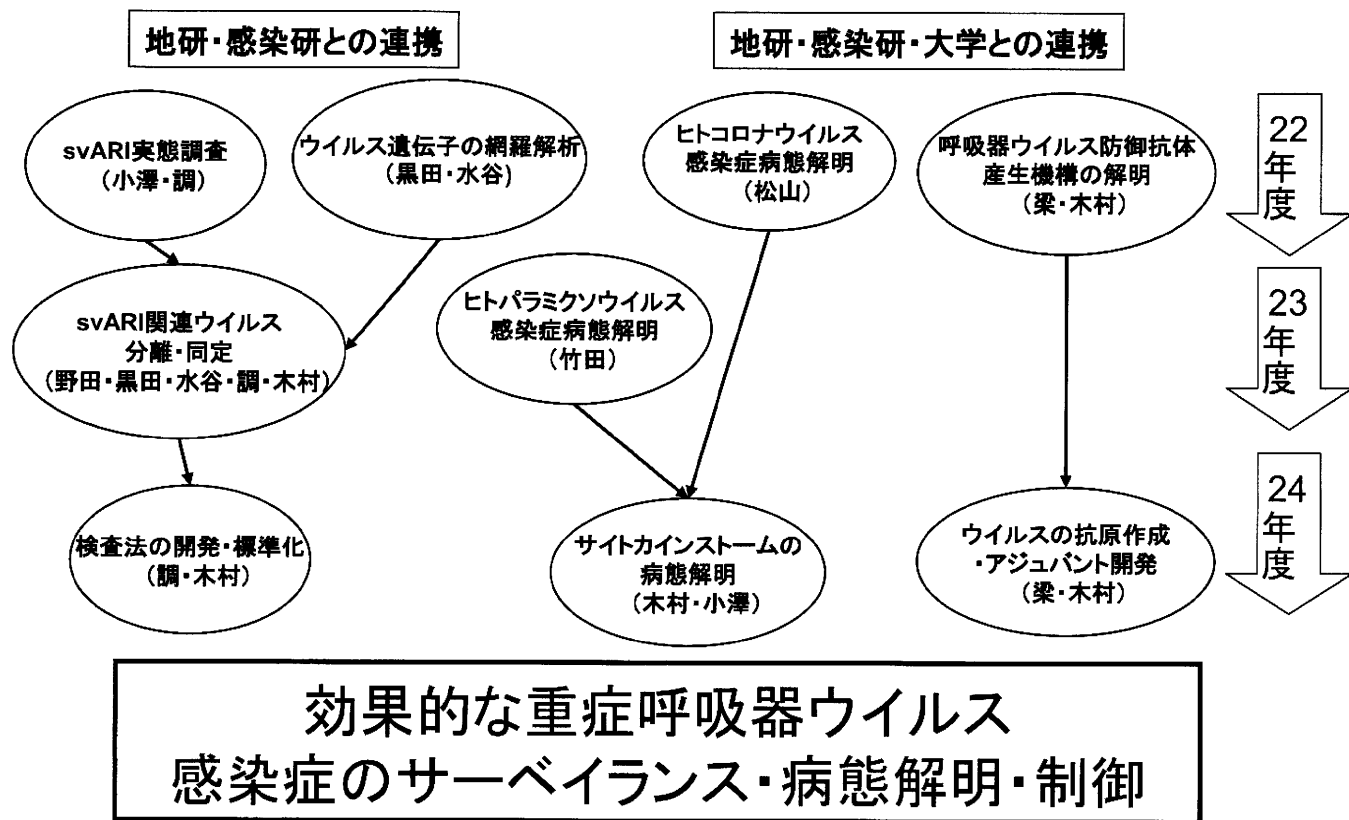 地研・感染研との連携
地研・感染研・大学との連携
svARI実態調査
(小澤・調)
ウイルス遺伝子の網羅解析
(黒田・水谷)
ヒトコロナウイルス
感染症病態解明
(松山)
呼吸器ウイルス防御抗体
産生機構の解明
(梁・木村)
22
年
度
svARI関連ウイルス
分離・同定
(野田・黒田・水谷・調・木村)
ヒトパラミクソウイルス
感染症病態解明
(竹田)
23
年
度
検査法の開発・標準化
(調・木村)
サイトカインストームの
病態解明
(木村・小澤)
ウイルスの抗原作成
・アジュバント開発
(梁・木村)
24
年
度
効果的な重症呼吸器ウイルス
感染症のサーベイランス・病態解明・制御